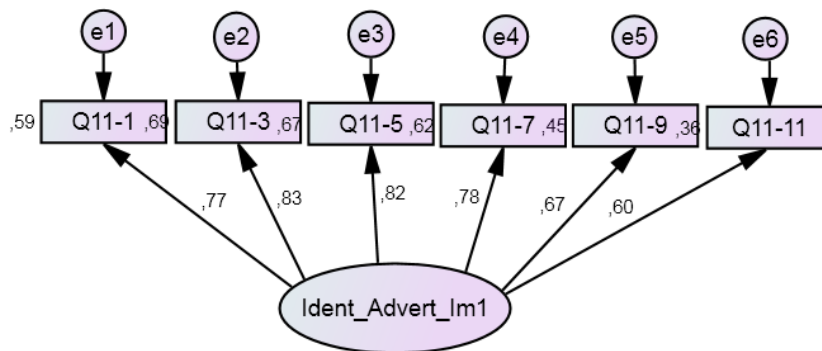 e1 e2 e3 e4 e5 e6
,59 Q11-1 ,69 Q11-3 ,67 Q11-5 ,62 Q11-7 ,45 Q11-9 ,36 Q11-11
,77 ,83 ,82 ,78 ,67 ,60
Ident_Advert_Im1